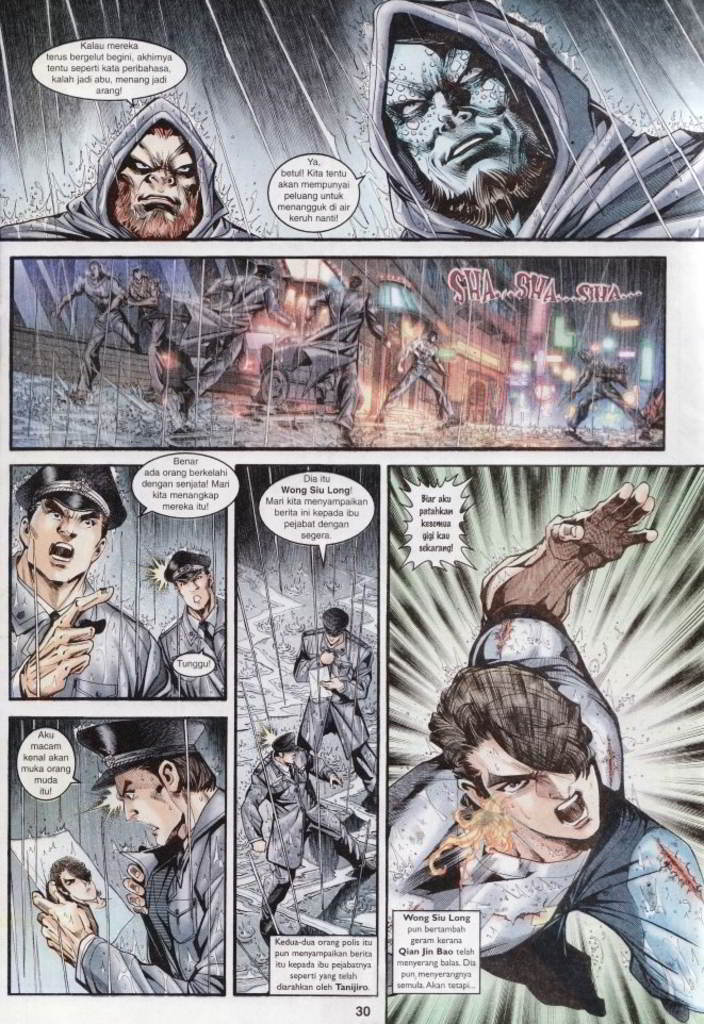 Kalau mereka
terus bergelut begini, akhirnya
tentu seperti kata peribahasa,
kalah jadi abu, menang jadi
arang!
Ya,
betul! Kita tentu
akan mempunyai
peluang untuk
menangguk di air
keruh nanti!
SHA...SHA...SHA...
Benar
ada orang berkelahi
dengan senjata! Mari
kita menangkap
mereka itu!
Tunggu!
Aku
macam
kenal akan
muka orang
muda
itu!
Dia itu
Wong Siu Long!
Mari kita menyampaikan
berita ini kepada ibu
pejabat dengan
segera.
Kedua-dua orang polis itu
pun menyampaikan berita
itu kepada ibu pejabatnya
seperti yang telah
diarahkan oleh Tanijiro.
Biar aku
patahkan
kesemua
gigi kau
sekarang!
Wong Siu Long
pun bertambah
geram kerana
Qian Jin Bao telah
menyerang balas. Dia
pun menyerangnya
semula. Akan tetapi...
30